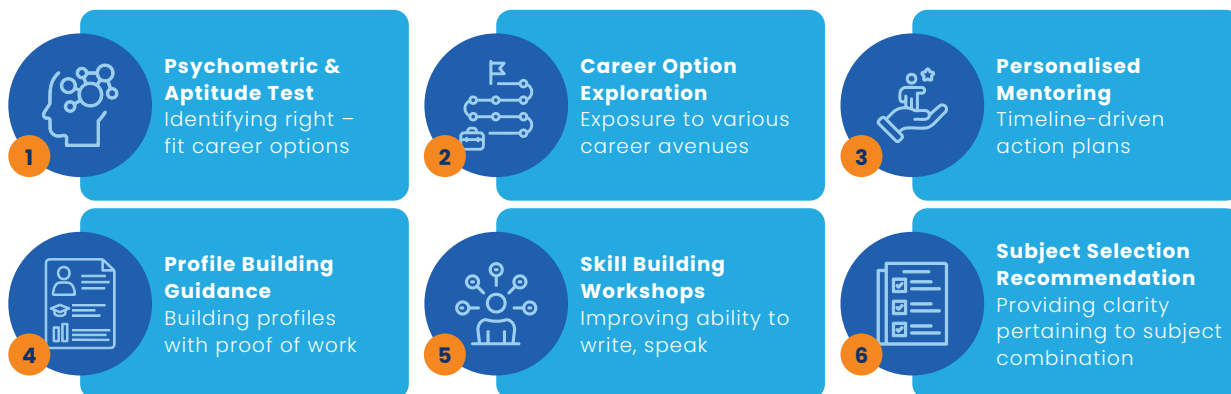 1
Psychometric &
Aptitude Test
Identifying right –
fit career options
2
Career Option
Exploration
Exposure to various
career avenues
3
Personalised
Mentoring
Timeline-driven
action plans
4
Profile Building
Guidance
Building profiles
with proof of work
5
Skill Building
Workshops
Improving ability to
write, speak
6
Subject Selection
Recommendation
Providing clarity
pertaining to subject
combination